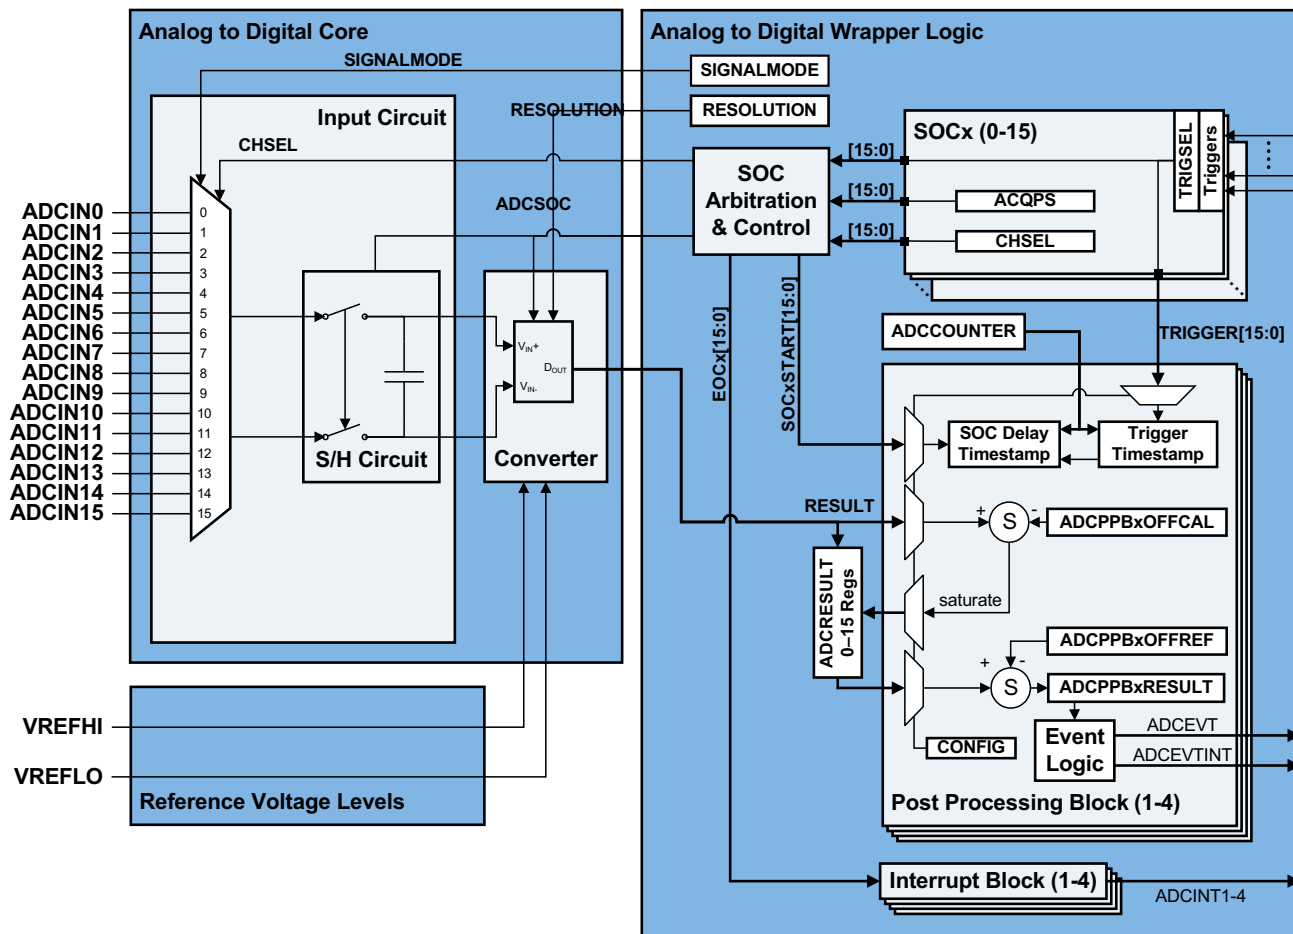 Analog to Digital Core
SIGNALMODE
RESOLUTION
Input Circuit
CHSEL
ADCSOC
ADCIN0
ADCIN1
ADCIN2
ADCIN3
ADCIN4
ADCIN5
ADCIN6
ADCIN7
ADCIN8
ADCIN9
ADCIN10
ADCIN11
ADCIN12
ADCIN13
ADCIN14
ADCIN15
0
1
2
3
4
5
6
7
8
9
10
11
12
13
14
15
S/H Circuit
VIN+
VIN-
DOUT
Converter
VREFHI
VREFLO
Reference Voltage Levels
Analog to Digital Wrapper Logic
SIGNALMODE
RESOLUTION
SOC
Arbitration
& Control
[15:0]
[15:0]
[15:0]
SOCx (0-15)
TRIGSEL
Triggers
ACQPS
CHSEL
EOCx[15:0]
SOCxSTART[15:0]
ADCCOUNTER
TRIGGER[15:0]
SOC Delay
Timestamp
Trigger
Timestamp
RESULT
+
S
-
ADCPPBxOFFCAL
ADCRESULT
0–15 Regs
saturate
ADCPPBxOFFREF
+
-
S
ADCPPBxRESULT
CONFIG
Event
Logic
ADCEVT
ADCEVTINT
Post Processing Block (1-4)
Interrupt Block (1-4)
ADCINT1-4